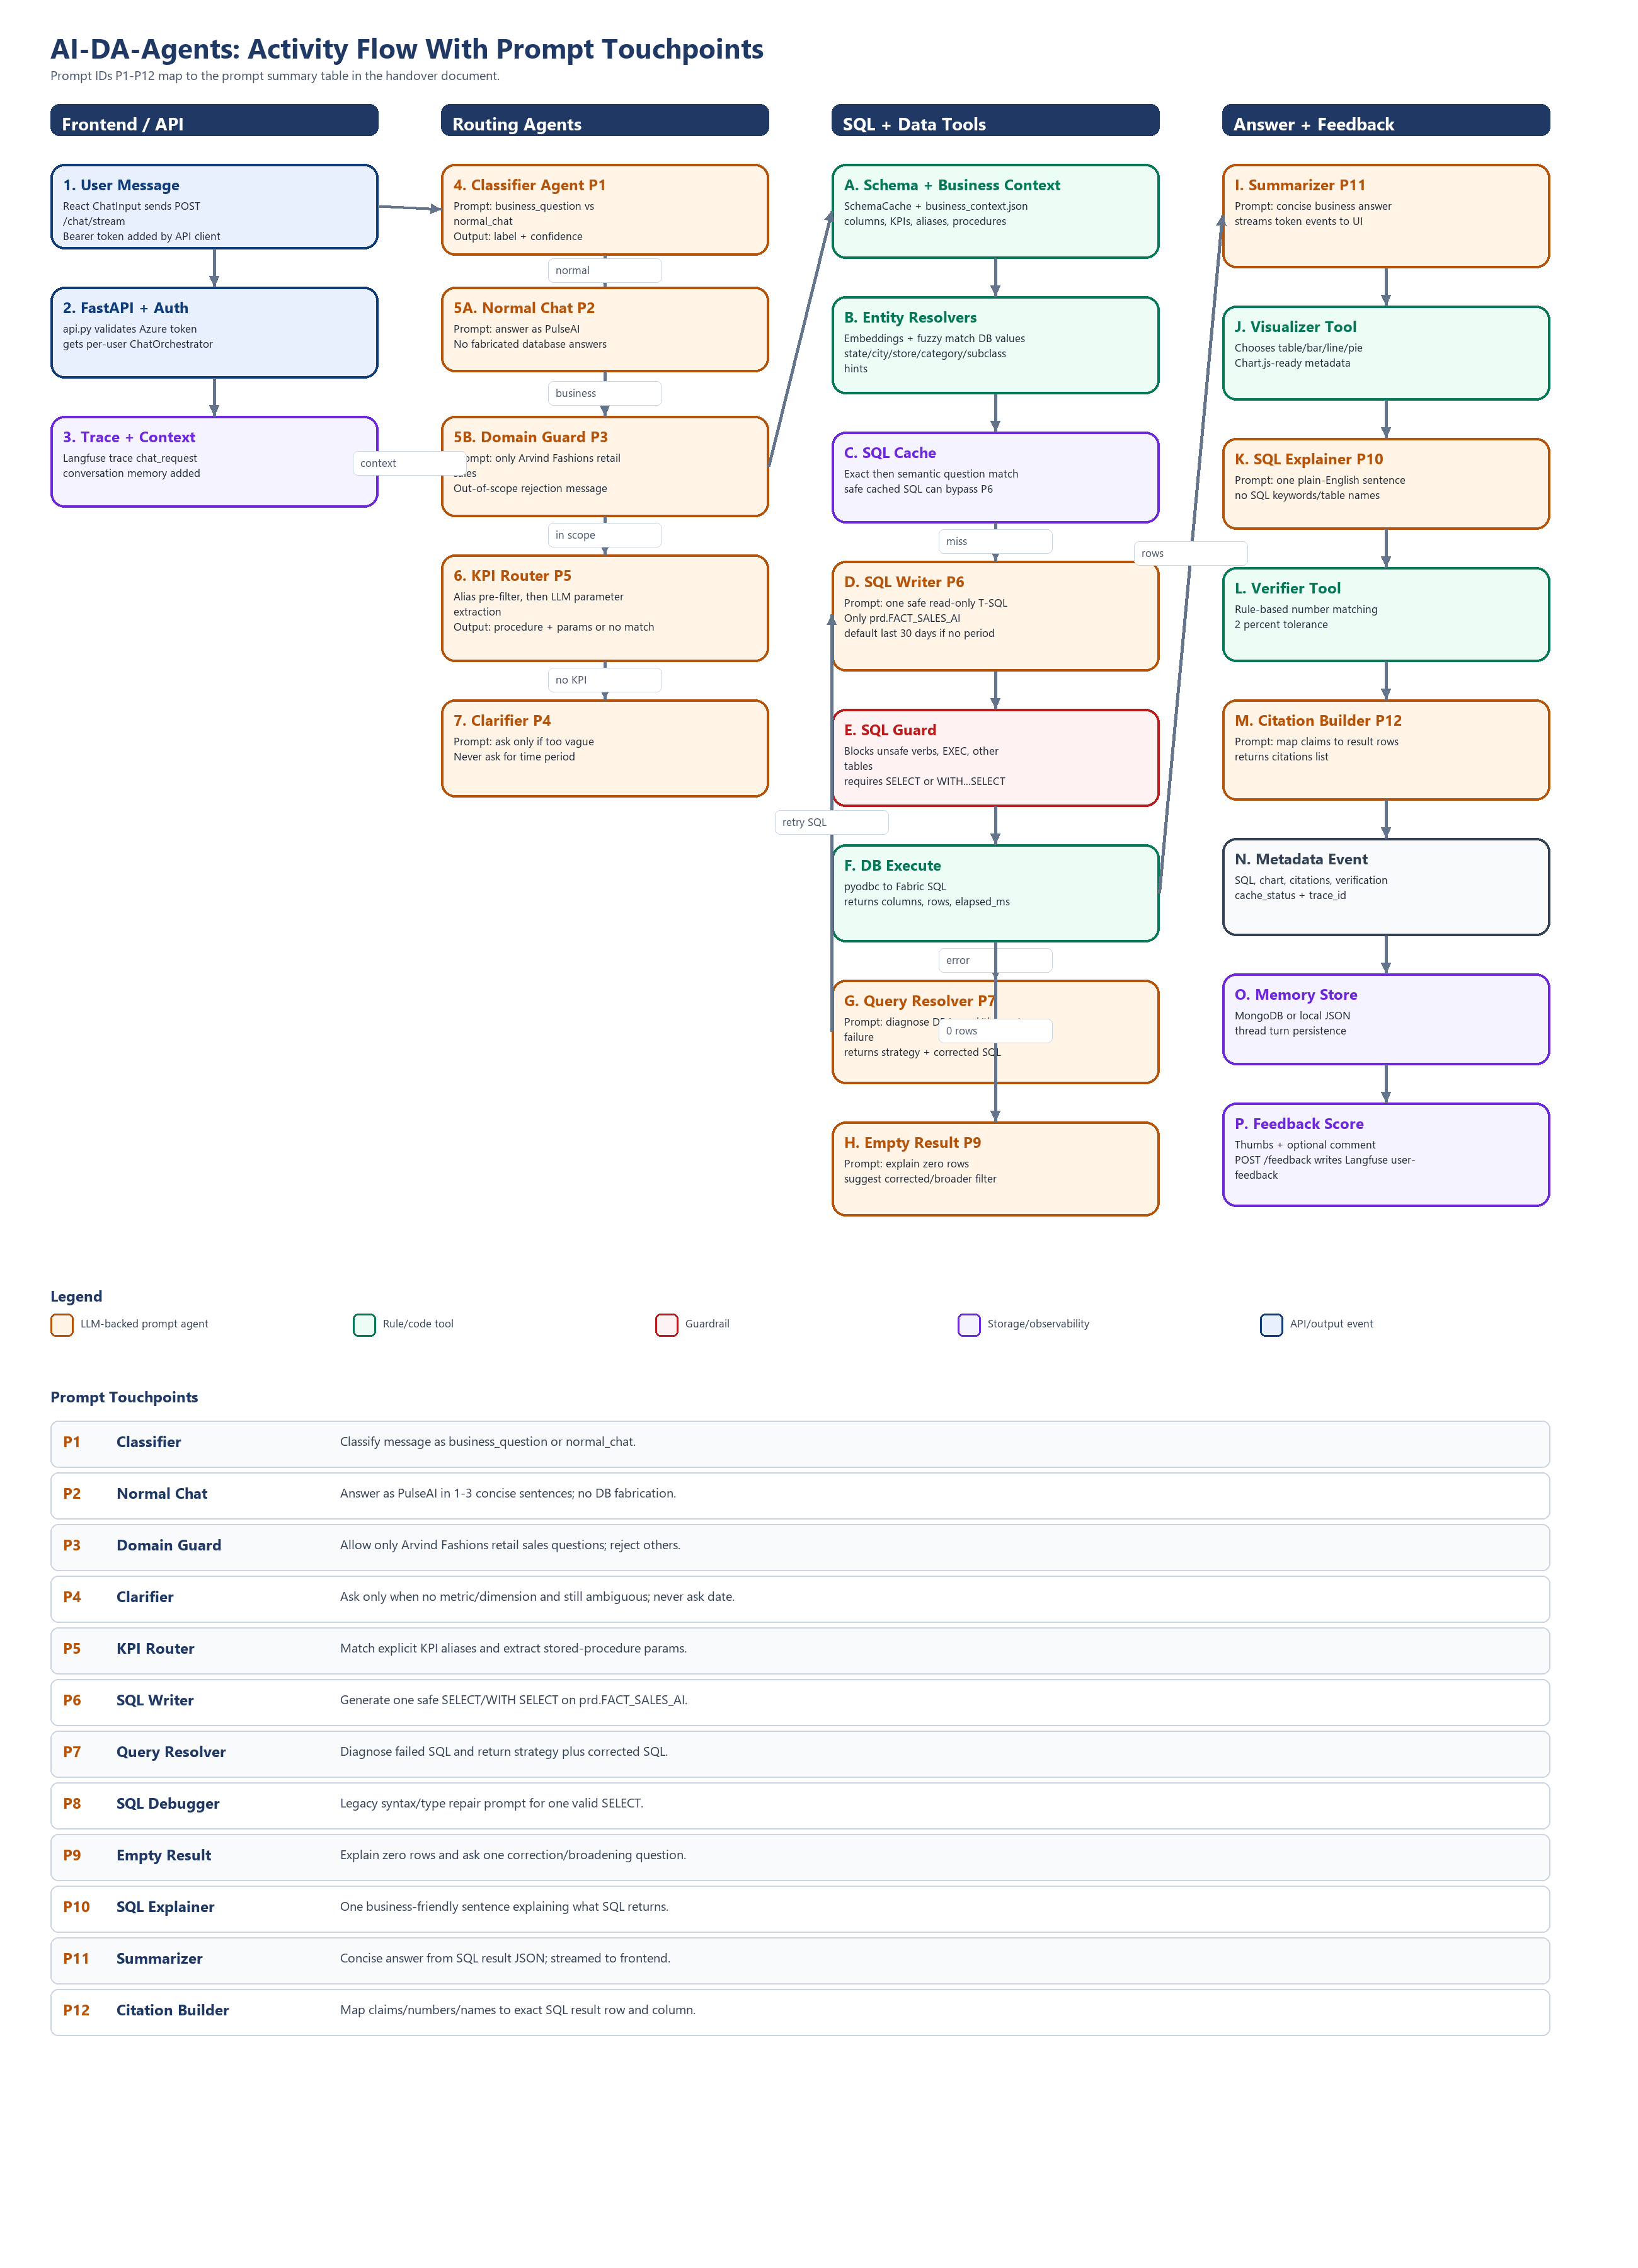 AI-DA-Agents: Activity Flow With Prompt Touchpoints
Prompt IDs P1-P12 map to the prompt summary table in the handover document.
Frontend / API
1. User Message
React ChatInput sends POST
/chat/stream
Bearer token added by API client
2. FastAPI + Auth
api.py validates Azure token
gets per-user ChatOrchestrator
3. Trace + Context
Langfuse trace chat_request
conversation memory added
context
Routing Agents
4. Classifier Agent P1
Prompt: business_question vs
normal_chat
Output: label + confidence
normal
5A. Normal Chat P2
Prompt: answer as PulseAI
No fabricated database answers
business
5B. Domain Guard P3
only Arvind Fashions retail
Out-of-scope rejection message
in scope
6. KPI Router P5
Alias pre-filter, then LLM parameter
extraction
Output: procedure + params or no match
no KPI
7. Clarifier P4
Prompt: ask only if too vague
Never ask for time period
SQL + Data Tools
A. Schema + Business Context
SchemaCache + business_context.json
columns, KPIs, aliases, procedures
B. Entity Resolvers
Embeddings + fuzzy match DB values
state/city/store/category/subclass
hints
C. SQL Cache
Exact then semantic question match
safe cached SQL can bypass P6
miss
D. SQL Writer P6
Prompt: one safe read-only T-SQL
Only prd.FACT_SALES_AI
default last 30 days if no period
E. SQL Guard
Blocks unsafe verbs, EXEC, other
tables
requires SELECT or WITH...SELECT
retry SQL
F. DB Execute
pyodbc to Fabric SQL
returns columns, rows, elapsed_ms
error
G. Query Resolver P7
Prompt: diagnose
failure
0 rows
returns strategy + corrected SQL
H. Empty Result P9
Prompt: explain zero rows
suggest corrected/broader filter
rows
Answer + Feedback
I. Summarizer P11
Prompt: concise business answer
streams token events to UI
J. Visualizer Tool
Chooses table/bar/line/pie
Chart.js-ready metadata
K. SQL Explainer P10
Prompt: one plain-English sentence
no SQL keywords/table names
L. Verifier Tool
Rule-based number matching
2 percent tolerance
M. Citation Builder P12
Prompt: map claims to result rows
returns citations list
N. Metadata Event
SQL, chart, citations, verification
cache_status + trace_id
O. Memory Store
MongoDB or local JSON
thread turn persistence
P. Feedback Score
Thumbs + optional comment
POST /feedback writes Langfuse user-
feedback
Legend
LLM-backed prompt agent
Rule/code tool
Guardrail
Storage/observability
API/output event
Prompt Touchpoints
P1 Classifier Classify message as business_question or normal_chat.
P2 Normal Chat Answer as PulseAI in 1-3 concise sentences; no DB fabrication.
P3 Domain Guard Allow only Arvind Fashions retail sales questions; reject others.
P4 Clarifier Ask only when no metric/dimension and still ambiguous; never ask date.
P5 KPI Router Match explicit KPI aliases and extract stored-procedure params.
P6 SQL Writer Generate one safe SELECT/WITH SELECT on prd.FACT_SALES_AI.
P7 Query Resolver Diagnose failed SQL and return strategy plus corrected SQL.
P8 SQL Debugger Legacy syntax/type repair prompt for one valid SELECT.
P9 Empty Result Explain zero rows and ask one correction/broadening question.
P10 SQL Explainer One business-friendly sentence explaining what SQL returns.
P11 Summarizer Concise answer from SQL result JSON; streamed to frontend.
P12 Citation Builder Map claims/numbers/names to exact SQL result row and column.